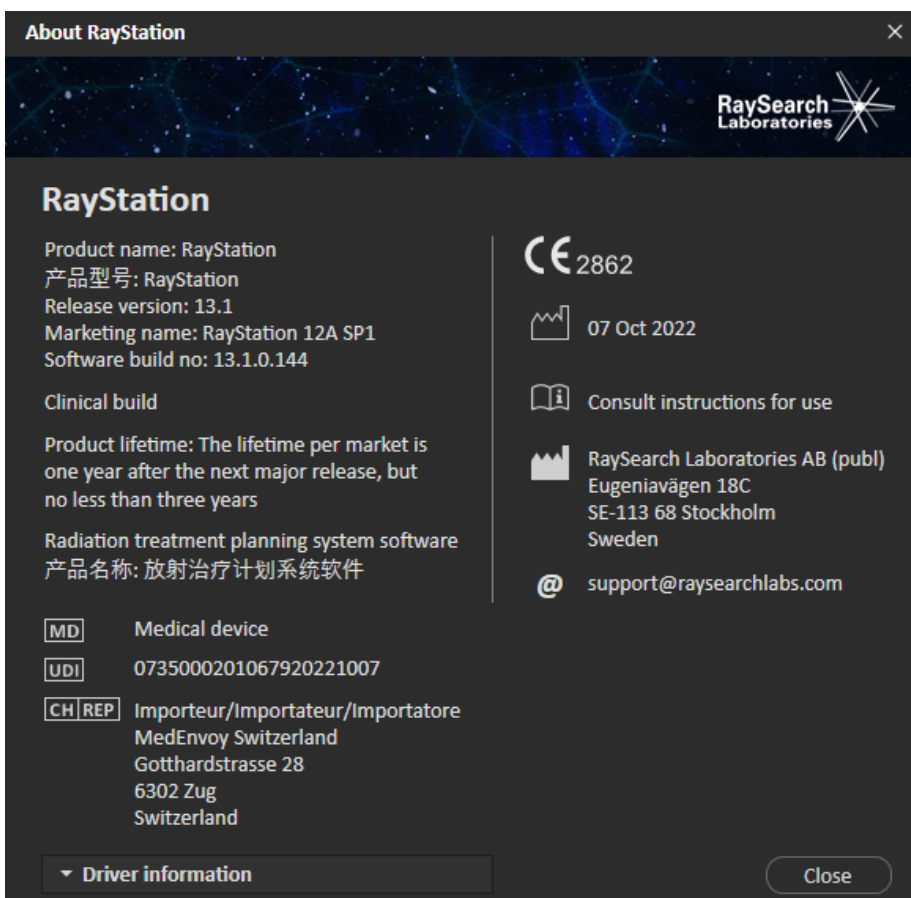 About RayStation
RaySearch
Laboratories
RayStation
Product name: RayStation
产品型号: RayStation
Release version: 13.1
Marketing name: RayStation 12A SP1
Software build no: 13.1.0.144
Clinical build
Product lifetime: The lifetime per market is
one year after the next major release, but
no less than three years
Radiation treatment planning system software
产品名称: 放射治疗计划系统软件
MD Medical device
UDI 0735000201067920221007
CH REP Importeur/Importateur/Importatore
MedEnvoy Switzerland
Gotthardstrasse 28
6302 Zug
Switzerland
CE 2862
07 Oct 2022
Consult instructions for use
RaySearch Laboratories AB (publ)
Eugeniavägen 18C
SE-113 68 Stockholm
Sweden
@ support@raysearchlabs.com
Driver information
Close